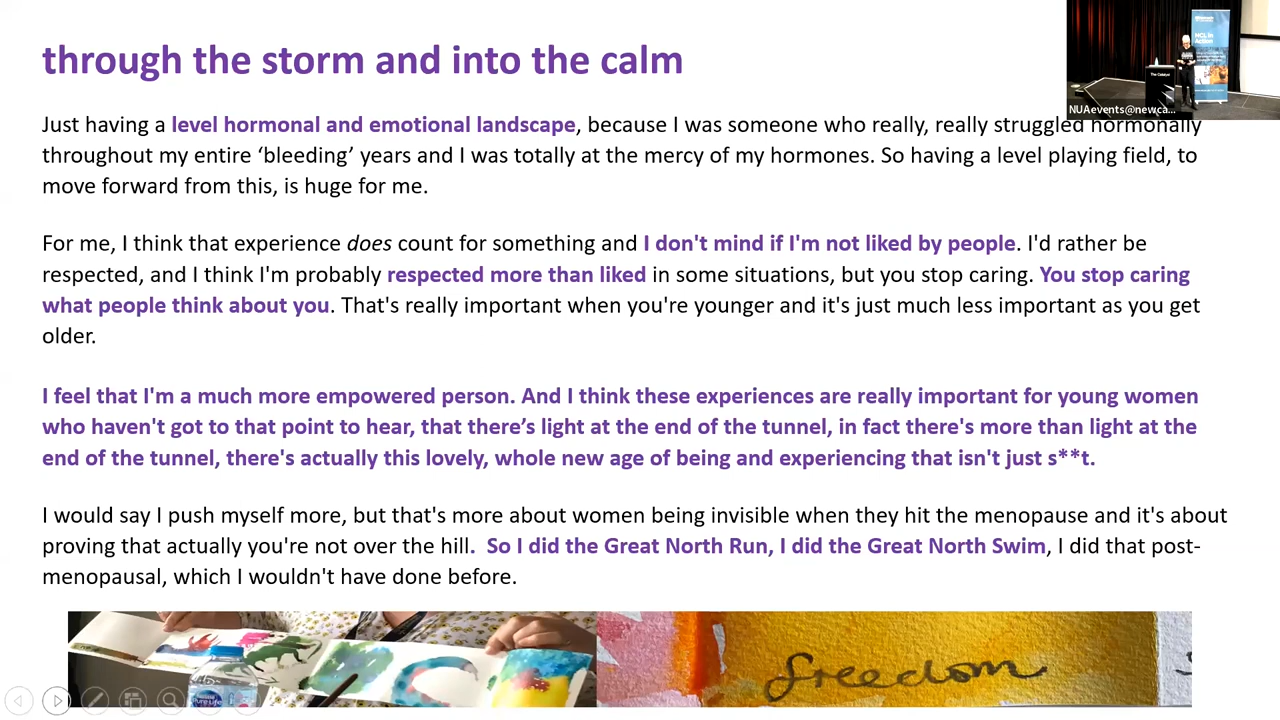 through the storm and into the calm
NCL in
Action
The Catalyst
NUAevents@newca...
Just having a level hormonal and emotional landscape, because I was someone who really, really struggled hormonally
throughout my entire ‘bleeding’ years and I was totally at the mercy of my hormones. So having a level playing field, to
move forward from this, is huge for me.
For me, I think that experience does count for something and I don't mind if I'm not liked by people. I'd rather be
respected, and I think I'm probably respected more than liked in some situations, but you stop caring. You stop caring
what people think about you. That's really important when you're younger and it's just much less important as you get
older.
I feel that I'm a much more empowered person. And I think these experiences are really important for young women
who haven't got to that point to hear, that there’s light at the end of the tunnel, in fact there's more than light at the
end of the tunnel, there's actually this lovely, whole new age of being and experiencing that isn't just s**t.
I would say I push myself more, but that's more about women being invisible when they hit the menopause and it's about
proving that actually you're not over the hill.  So I did the Great North Run, I did the Great North Swim, I did that post-
menopausal, which I wouldn't have done before.
Pure Life
freedom